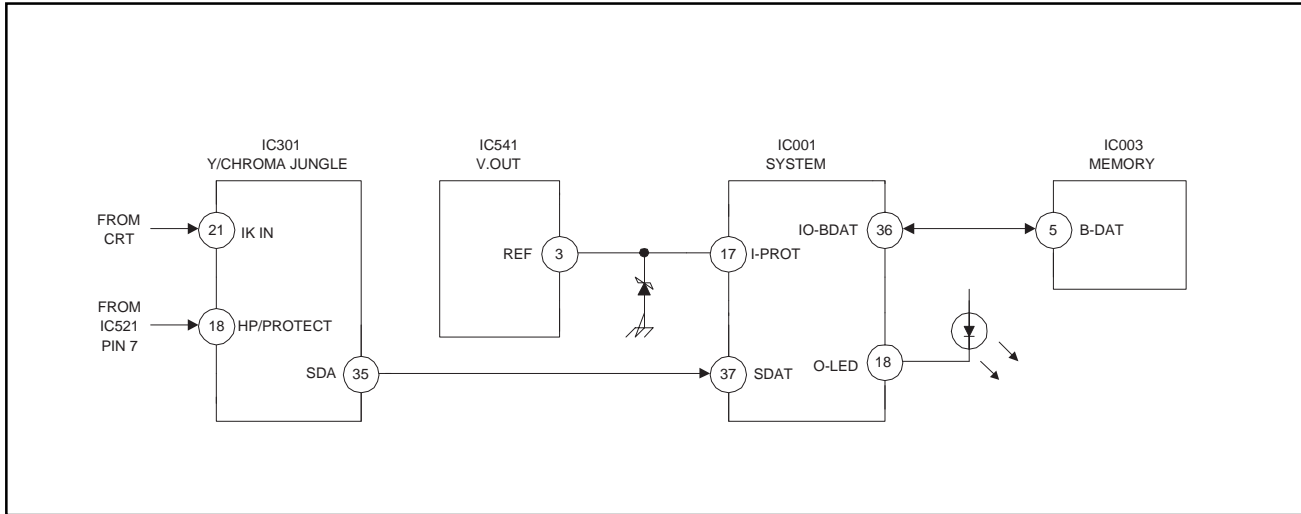 IC301
Y/CHROMA JUNGLE
IC541
V.OUT
IC001
SYSTEM
IC003
MEMORY
FROM
CRT
21
IK IN
REF
3
17
I-PROT
IO-BDAT
36
5
B-DAT
FROM
IC521
PIN 7
18
HP/PROTECT
SDA
35
37
SDAT
O-LED
18